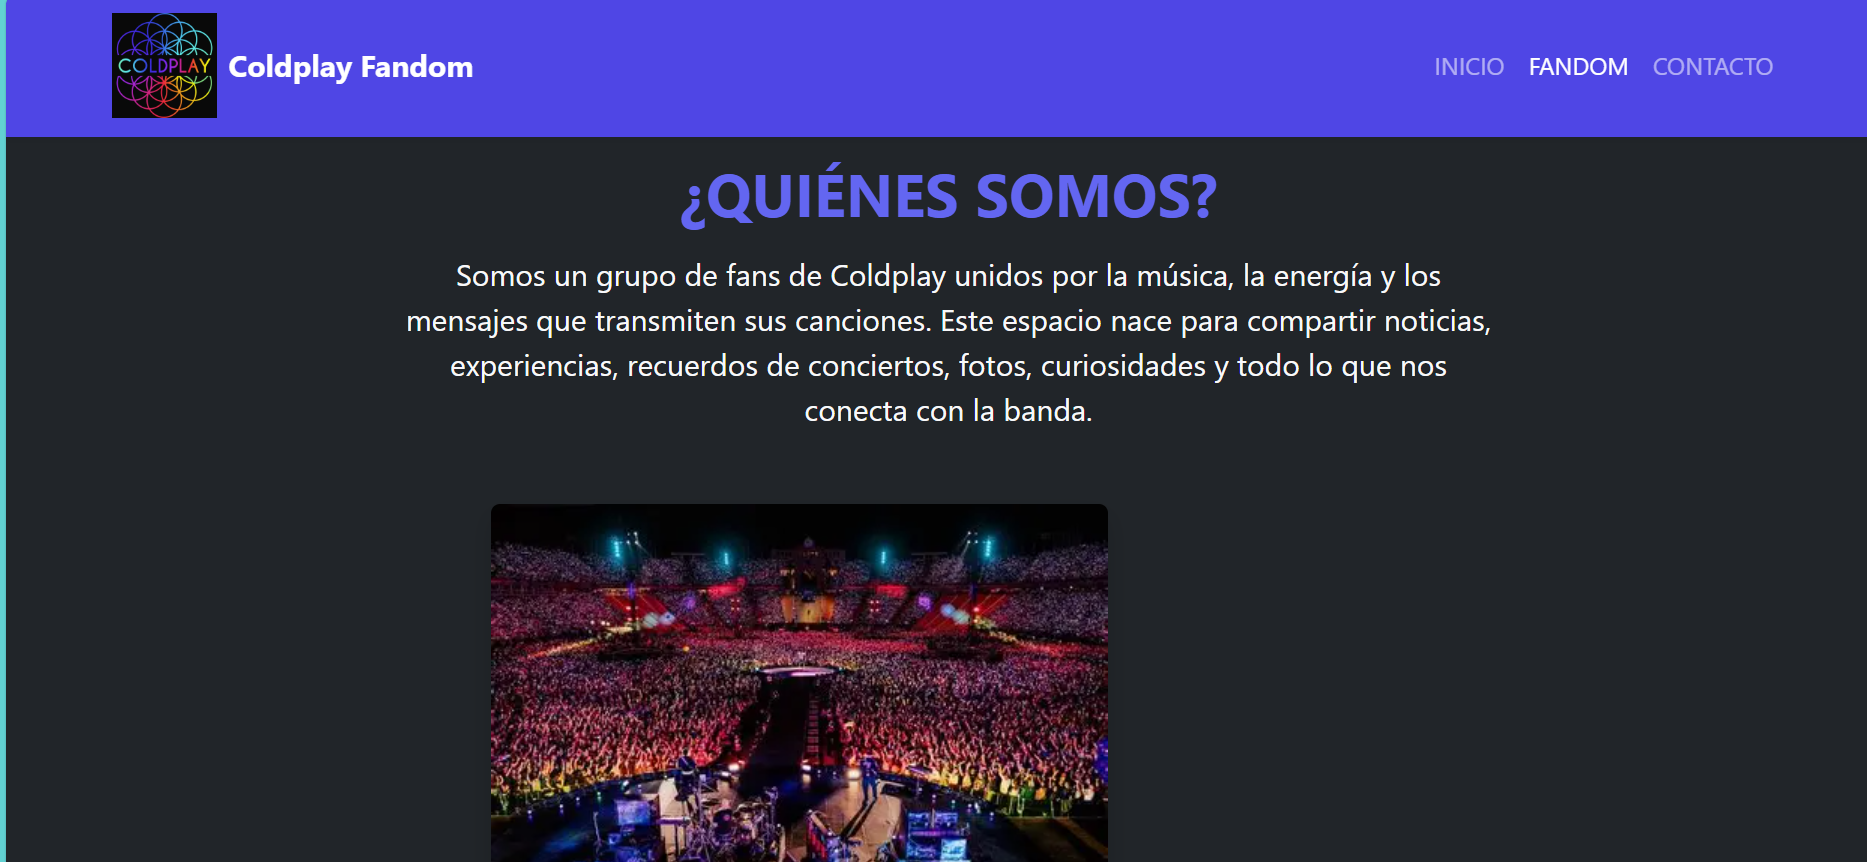 COLDPLAY
Coldplay Fandom
INICIO FANDOM CONTACTO
¿QUIÉNES SOMOS?
Somos un grupo de fans de Coldplay unidos por la música, la energía y los
mensajes que transmiten sus canciones. Este espacio nace para compartir noticias,
experiencias, recuerdos de conciertos, fotos, curiosidades y todo lo que nos
conecta con la banda.